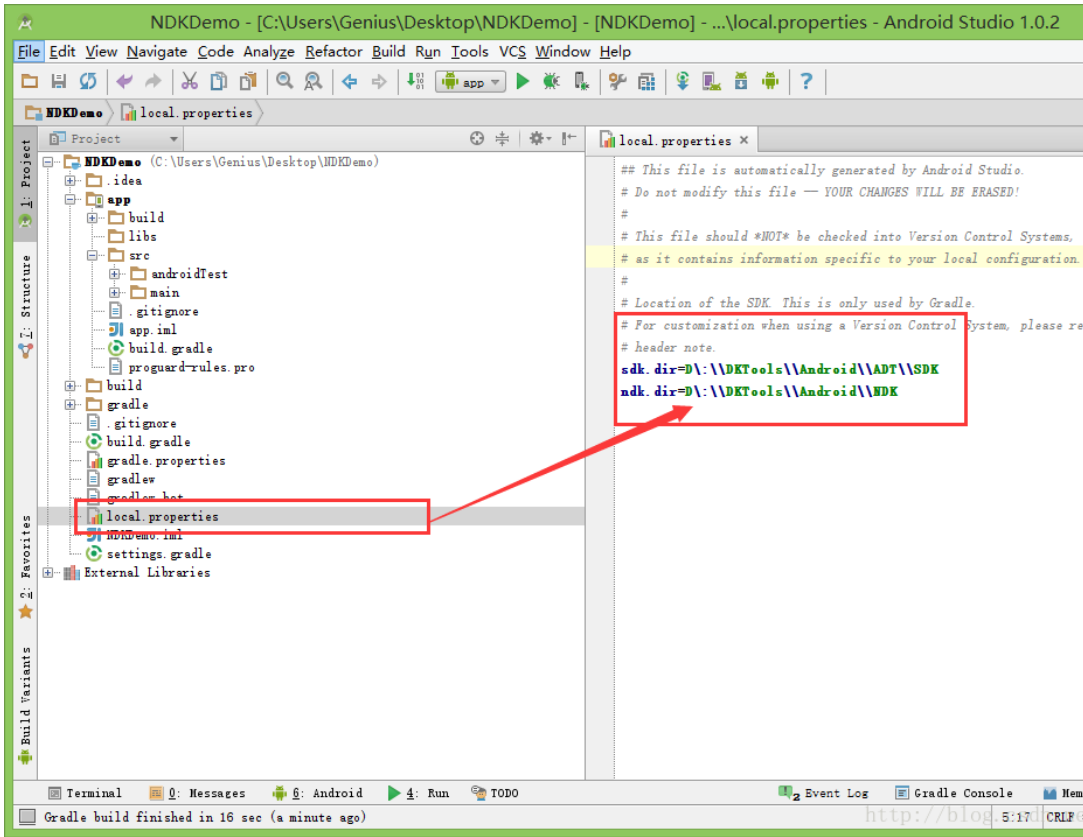 NDKDemo - [C:\Users\Genius\Desktop\NDKDemo] - [NDKDemo] - ...\local.properties - Android Studio 1.0.2
File Edit View Navigate Code Analyze Refactor Build Run Tools VCS Window Help
app
NDKDemo local.properties
Project
local.properties
1: Project
Z: Structure
2: Favorites
Build Variants
NDKDemo (C:\Users\Genius\Desktop\NDKDemo)
.idea
app
build
libs
src
androidTest
main
.gitignore
app.iml
build.gradle
proguard-rules.pro
build
gradle
.gitignore
build.gradle
gradle.properties
gradlew
gradlew.bat
local.properties
NDKDemo.iml
settings.gradle
External Libraries
## This file is automatically generated by Android Studio.
# Do not modify this file — YOUR CHANGES WILL BE ERASED!
#
# This file should *NOT* be checked into Version Control Systems,
# as it contains information specific to your local configuration.
#
# Location of the SDK. This is only used by Gradle.
# For customization when using a Version Control System, please re
# header note.
sdk.dir=D\:\\DKTools\\Android\\ADT\\SDK
ndk.dir=D\:\\DKTools\\Android\\NDK
Terminal 0: Messages 6: Android 4: Run TODO 2 Event Log Gradle Console Mem
Gradle build finished in 16 sec (a minute ago) 5:17 CRLF